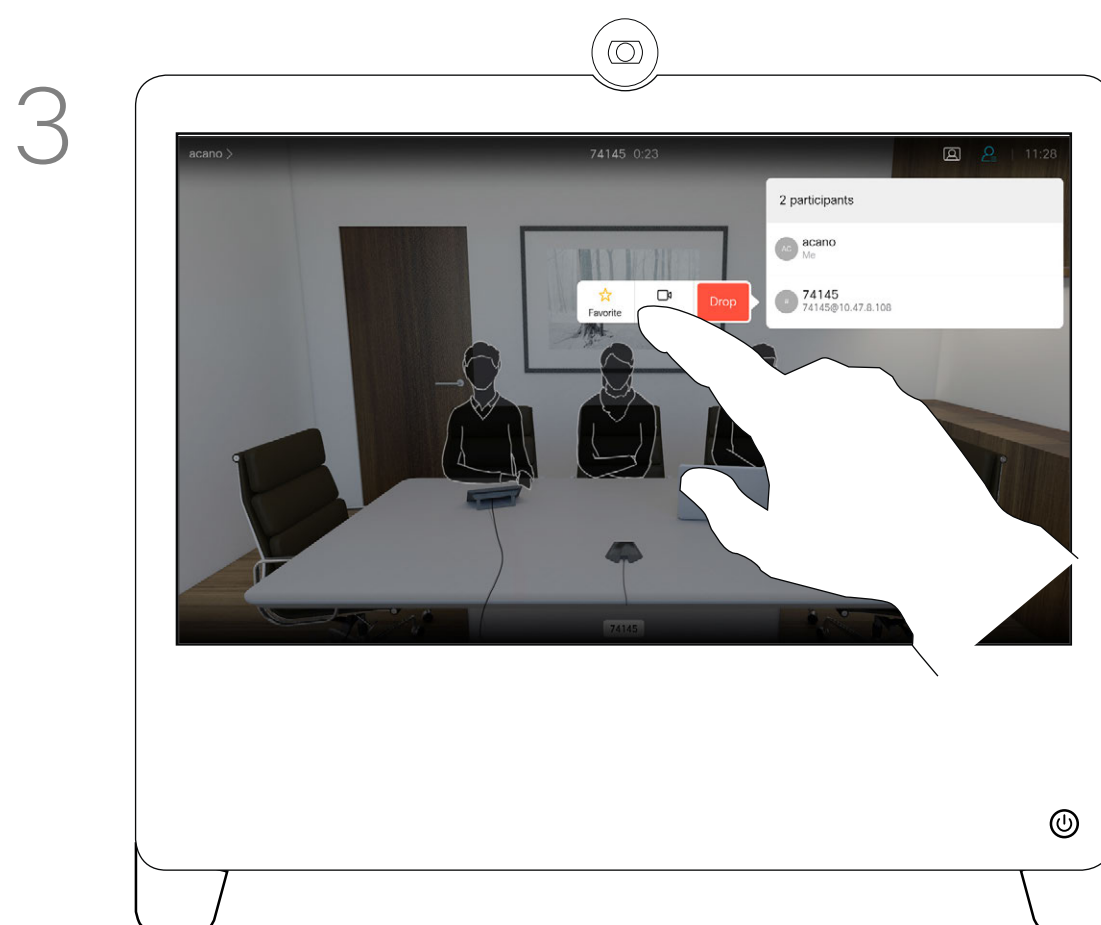 3
acano >
74145 0:23
11:28
2 participants
AC
acano
Me
Favorite
Drop
74145
74145@10.47.8.108
74145